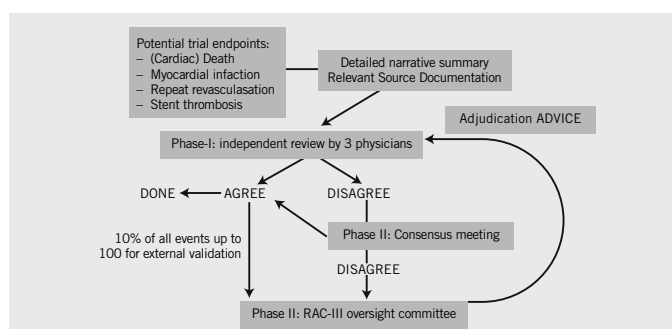 Potential trial endpoints:
– (Cardiac) Death
– Myocardial infaction
– Repeat revasculasation
– Stent thrombosis
Detailed narrative summary
Relevant Source Documentation
Adjudication ADVICE
Phase-I: independent review by 3 physicians
DONE
AGREE
DISAGREE
10% of all events up to
100 for external validation
Phase II: Consensus meeting
DISAGREE
Phase II: RAC-III oversight committee